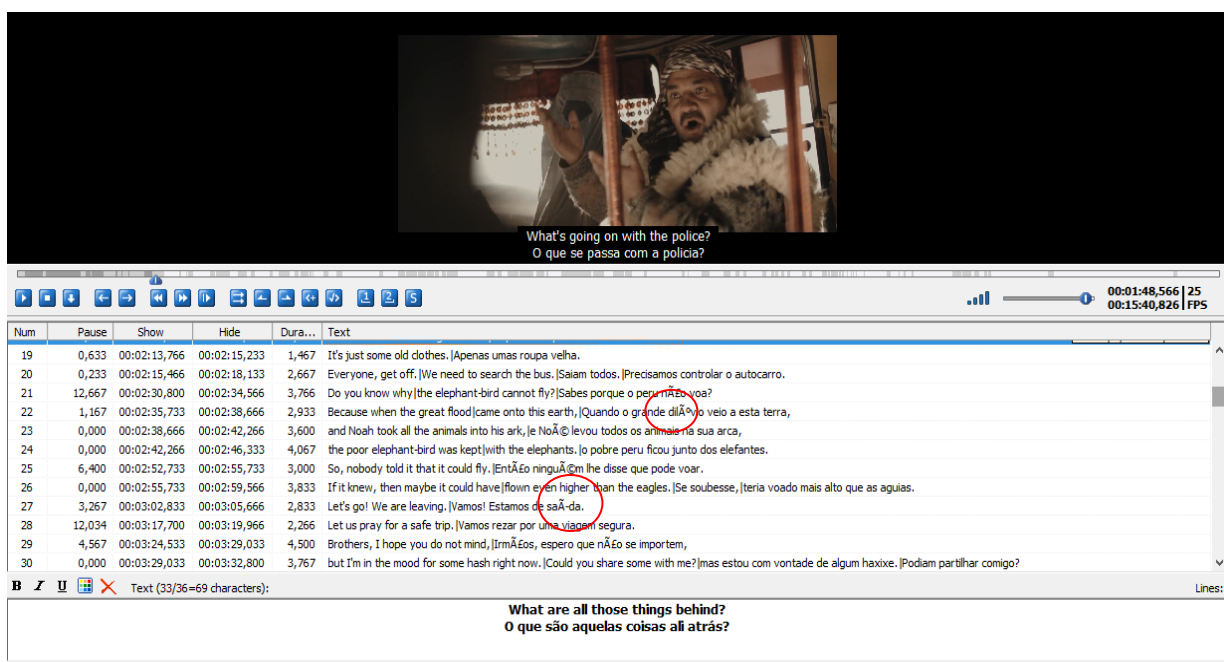 What's going on with the police?
O que se passa com a policia?
00:01:48,566 25
00:15:40,826 FPS
Num Pause Show Hide Dura... Text
19 0,633 00:02:13,766 00:02:15,233 1,467 It's just some old clothes.|Apenas umas roupa velha.
20 0,233 00:02:15,466 00:02:18,133 2,667 Everyone, get off.|We need to search the bus.|Saiam todos.|Precisamos controlar o autocarro.
21 12,667 00:02:30,800 00:02:34,566 3,766 Do you know why|the elephant-bird cannot fly?|Sabes porque o peru nÃ£o voa?
22 1,167 00:02:35,733 00:02:38,666 2,933 Because when the great flood|came onto this earth,|Quando o grande dilÃºvio veio a esta terra,
23 0,000 00:02:38,666 00:02:42,266 3,600 and Noah took all the animals into his ark,|e NoÃ© levou todos os animais na sua arca,
24 0,000 00:02:42,266 00:02:46,333 4,067 the poor elephant-bird was kept|with the elephants.|o pobre peru ficou junto dos elefantes.
25 6,400 00:02:52,733 00:02:55,733 3,000 So, nobody told it that it could fly.|EntÃ£o ninguÃ©m lhe disse que pode voar.
26 0,000 00:02:55,733 00:02:59,566 3,833 If it knew, then maybe it could have|flown even higher than the eagles.|Se soubesse,|teria voado mais alto que as aguias.
27 3,267 00:03:02,833 00:03:05,666 2,833 Let's go! We are leaving.|Vamos! Estamos de saÃ-da.
28 12,034 00:03:17,700 00:03:19,966 2,266 Let us pray for a safe trip.|Vamos rezar por uma viagem segura.
29 4,567 00:03:24,533 00:03:29,033 4,500 Brothers, I hope you do not mind,|IrmÃ£os, espero que nÃ£o se importem,
30 0,000 00:03:29,033 00:03:32,800 3,767 but I'm in the mood for some hash right now.|Could you share some with me?|mas estou com vontade de algum haxixe.|Podiam partilhar comigo?
B I U Text (33/36=69 characters): Lines:
What are all those things behind?
O que são aquelas coisas ali atrás?